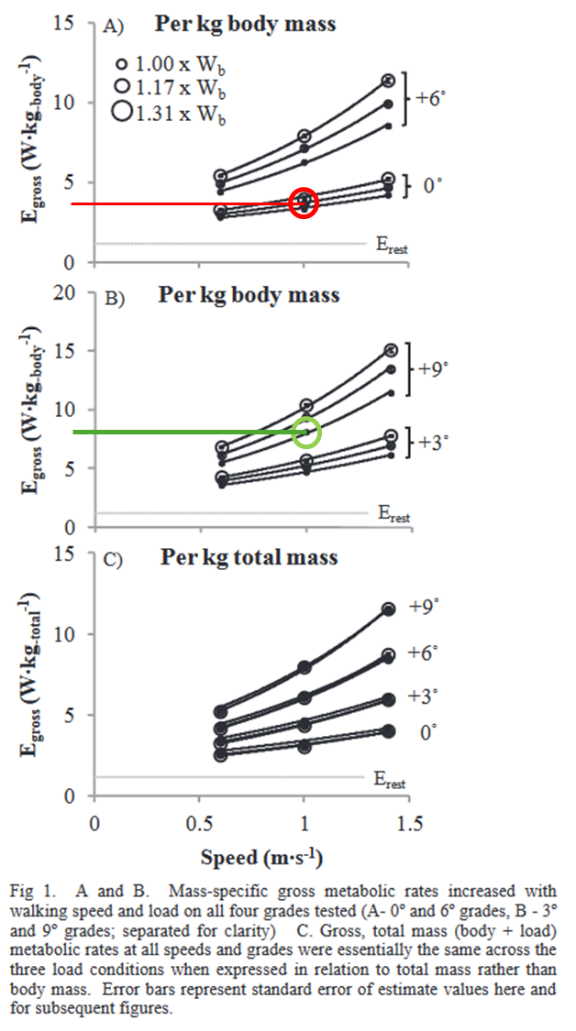 15
A) Per kg body mass
1.00 x Wb
1.17 x Wb
1.31 x Wb
10
+6°
5
0°
Erest
0
Egross (W·kg-body-1)
20
B) Per kg body mass
15
+9°
10
+3°
5
Erest
0
Egross (W·kg-body-1)
15
C) Per kg total mass
+9°
10
+6°
+3°
5
0°
Erest
0
Egross (W·kg-total-1)
0 0.5 1 1.5
Speed (m·s-1)
Fig 1. A and B. Mass-specific gross metabolic rates increased with
walking speed and load on all four grades tested (A- 0° and 6° grades, B - 3°
and 9° grades; separated for clarity) C. Gross, total mass (body + load)
metabolic rates at all speeds and grades were essentially the same across the
three load conditions when expressed in relation to total mass rather than
body mass. Error bars represent standard error of estimate values here and
for subsequent figures.